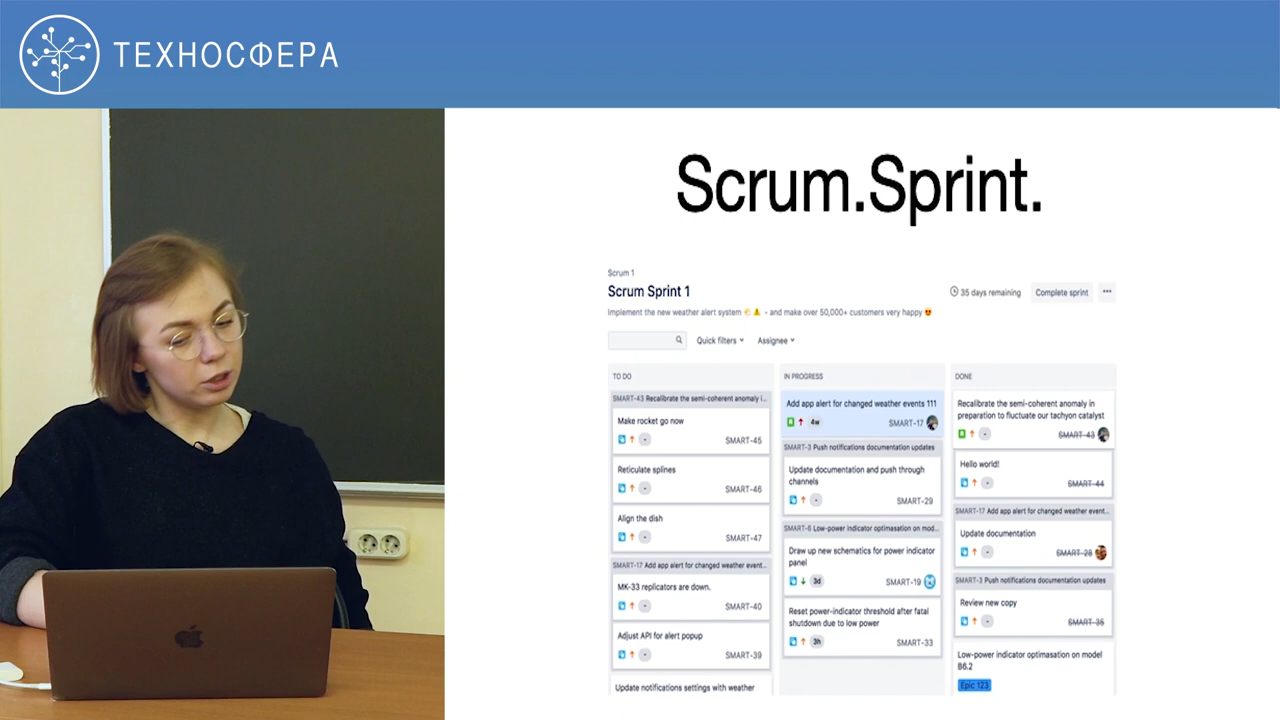 ТЕХНОСФЕРА
Scrum.Sprint.
Scrum 1
Scrum Sprint 1
35 days remaining
Complete sprint
Implement the new weather alert system - and make over 50,000+ customers very happy
Quick filters
Assignee
TO DO
SMART-43 Recalibrate the semi-coherent anomaly i...
Make rocket go now
SMART-45
Reticulate splines
SMART-46
Align the dish
SMART-47
SMART-17 Add app alert for changed weather event...
MK-33 replicators are down.
SMART-40
Adjust API for alert popup
SMART-39
Update notifications settings with weather
IN PROGRESS
Add app alert for changed weather events 111
4w
SMART-17
SMART-3 Push notifications documentation updates
Update documentation and push through
channels
SMART-29
SMART-6 Low-power indicator optimasation on mod...
Draw up new schematics for power indicator
panel
3d
SMART-19
Reset power-indicator threshold after fatal
shutdown due to low power
3h
SMART-33
DONE
Recalibrate the semi-coherent anomaly in
preparation to fluctuate our tachyon catalyst
SMART-43
Hello world!
SMART-44
SMART-17 Add app alert for changed weather event...
Update documentation
SMART-28
SMART-3 Push notifications documentation updates
Review new copy
SMART-35
Low-power indicator optimasation on model
B6.2
Epic 123